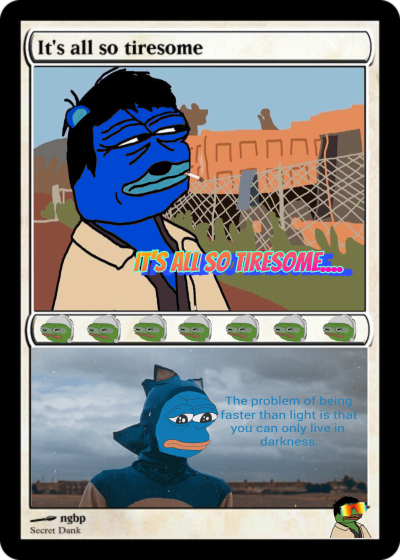 It's all so tiresome
IT'S ALL SO TIRESOME....
The problem of being
faster than light is that
you can only live in
darkness.
ngbp
Secret Dank